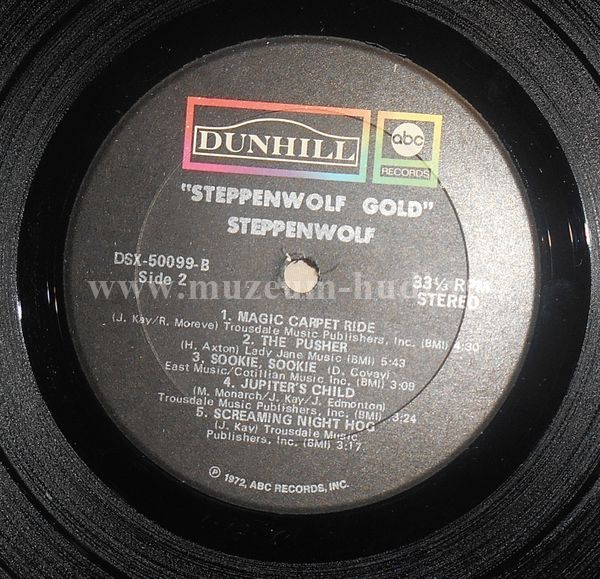 DUNHILL
abc
RECORDS
"STEPPENWOLF GOLD"
STEPPENWOLF
DSX-50099-B
Side 2
33⅓ RPM
STEREO
www.muzeum-hud
1. MAGIC CARPET RIDE
(J. Kay/R. Moreve) Trousdale Music Publishers, Inc. (BMI) 4:30
2. THE PUSHER
(H. Axton) Lady Jane Music (BMI) 5:43
3. SOOKIE, SOOKIE (D. Covay)
East Music/Cotillian Music Inc. (BMI) 3:09
4. JUPITER'S CHILD
(M. Monarch/J. Kay/J. Edmonton)
Trousdale Music Publishers, Inc. (BMI) 3:24
5. SCREAMING NIGHT HOG
(J. Kay) Trousdale Music
Publishers, Inc. (BMI) 3:17
℗ 1972, ABC RECORDS, INC.